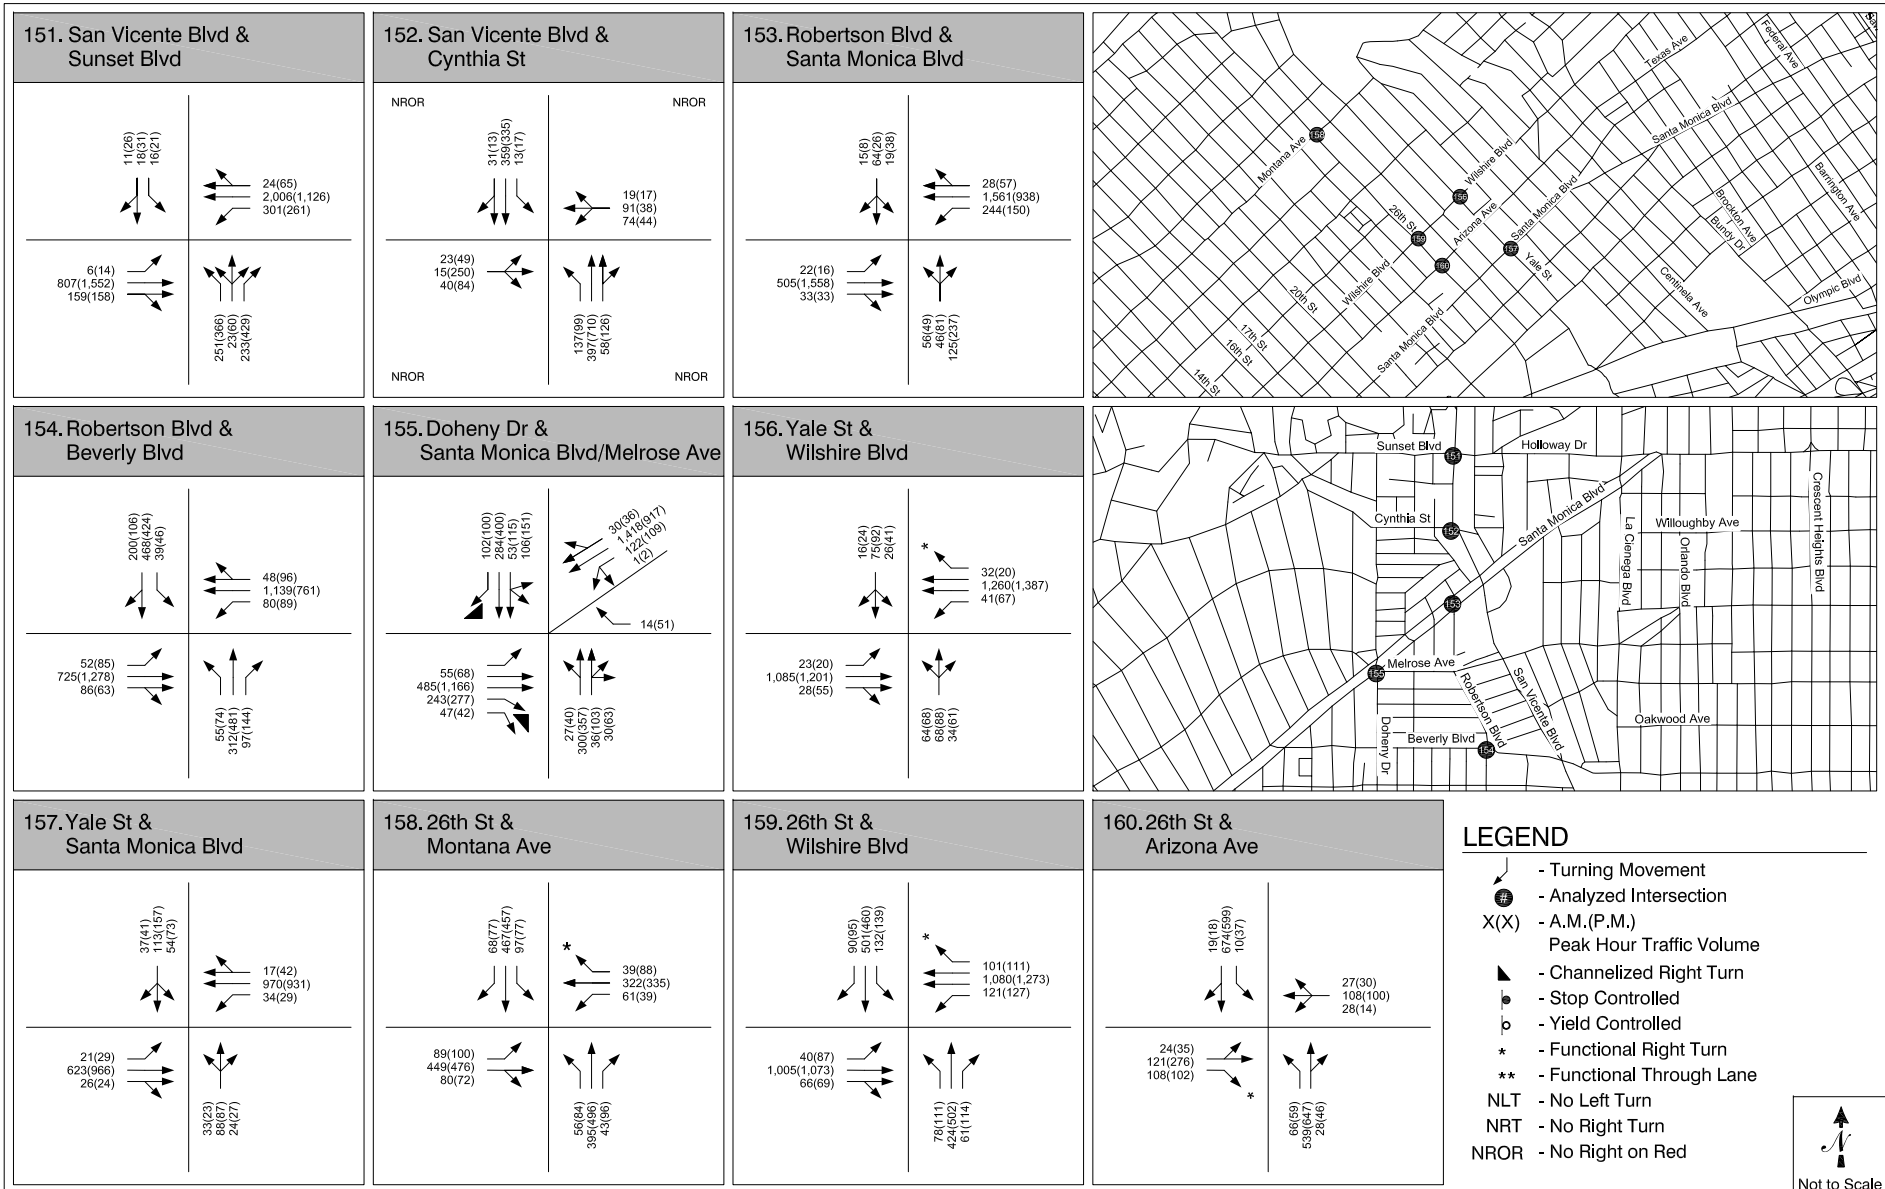 151. San Vicente Blvd &
Sunset Blvd
11(26)
18(31)
16(21)
24(65)
2,006(1,126)
301(261)
6(14)
807(1,552)
159(158)
251(366)
23(60)
233(429)
152. San Vicente Blvd &
Cynthia St
NROR
NROR
31(13)
359(335)
13(17)
19(17)
91(38)
74(44)
23(49)
15(250)
40(84)
137(99)
397(710)
58(126)
NROR
NROR
153. Robertson Blvd &
Santa Monica Blvd
15(8)
64(26)
19(38)
28(57)
1,561(938)
244(150)
22(16)
505(1,558)
33(33)
56(49)
46(81)
125(237)
Texas Ave
Federal Ave
Santa Monica Blvd
158
Montana Ave
Wilshire Blvd
156
Barrington Ave
Brockton Ave
Bundy Dr
26th St
Arizona Ave
Santa Monica Blvd
159
157
160
Yale St
Wilshire Blvd
20th St
Centinela Ave
Olympic Blvd
17th St
16th St
14th St
Santa Monica Blvd
154. Robertson Blvd &
Beverly Blvd
200(106)
468(424)
39(46)
48(96)
1,139(761)
80(89)
52(85)
725(1,278)
86(63)
55(74)
312(481)
97(144)
155. Doheny Dr &
Santa Monica Blvd/Melrose Ave
102(100)
284(400)
53(115)
106(151)
30(36)
1,418(917)
122(109)
1(2)
14(51)
55(68)
485(1,166)
243(277)
47(42)
27(40)
300(357)
36(103)
30(63)
156. Yale St &
Wilshire Blvd
16(24)
75(92)
26(41)
*
32(20)
1,260(1,387)
41(67)
23(20)
1,085(1,201)
28(55)
64(68)
68(88)
34(61)
Sunset Blvd
151
Holloway Dr
Cynthia St
152
Santa Monica Blvd
La Cienega Blvd
Willoughby Ave
Orlando Blvd
Crescent Heights Blvd
153
Melrose Ave
155
Robertson Blvd
San Vicente Blvd
Oakwood Ave
Doheny Dr
Beverly Blvd
154
157. Yale St &
Santa Monica Blvd
37(41)
113(157)
54(73)
17(42)
970(931)
34(29)
21(29)
623(966)
26(24)
33(23)
88(87)
24(27)
158. 26th St &
Montana Ave
68(77)
467(457)
97(77)
*
39(88)
322(335)
61(39)
89(100)
449(476)
80(72)
56(84)
395(496)
43(96)
159. 26th St &
Wilshire Blvd
90(95)
501(460)
132(139)
*
101(111)
1,080(1,273)
121(127)
40(87)
1,005(1,073)
66(69)
78(111)
424(502)
61(114)
160. 26th St &
Arizona Ave
19(18)
674(599)
10(37)
27(30)
108(100)
28(14)
24(35)
121(276)
108(102)
*
66(59)
539(647)
28(46)
LEGEND
- Turning Movement
# - Analyzed Intersection
X(X) - A.M.(P.M.)
Peak Hour Traffic Volume
- Channelized Right Turn
- Stop Controlled
- Yield Controlled
* - Functional Right Turn
** - Functional Through Lane
NLT - No Left Turn
NRT - No Right Turn
NROR - No Right on Red
N
Not to Scale